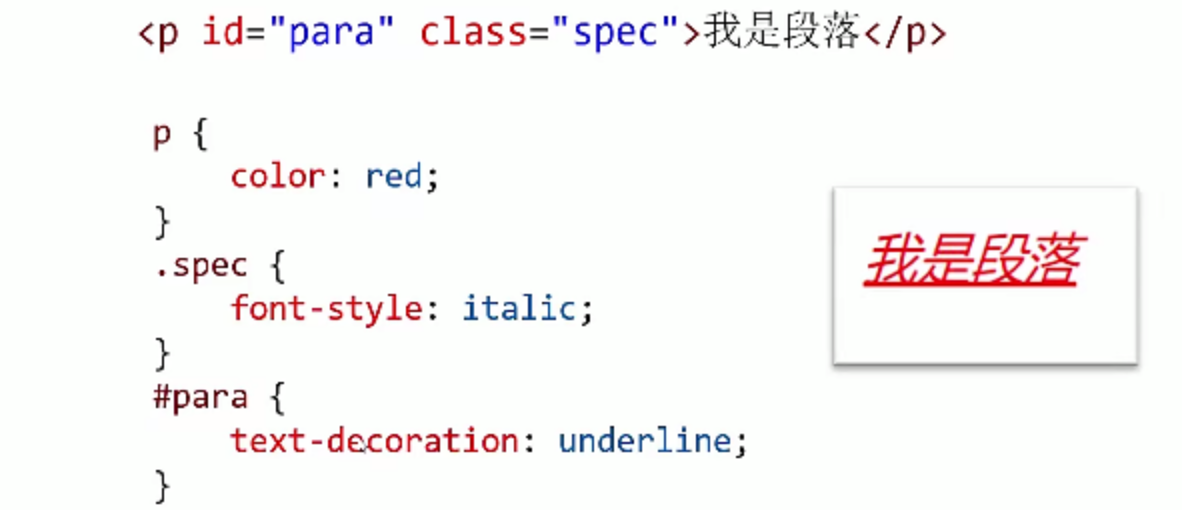 <p id="para" class="spec">我是段落</p>
p {
color: red;
}
.spec {
font-style: italic;
}
#para {
text-decoration: underline;
}
我是段落